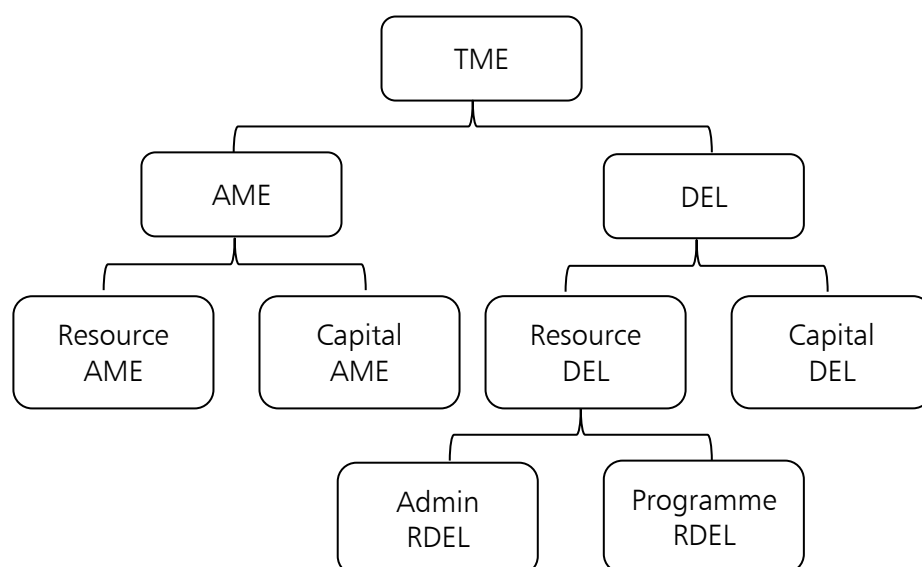 TME
AME
DEL
Resource
AME
Capital
AME
Resource
DEL
Capital
DEL
Admin
RDEL
Programme
RDEL